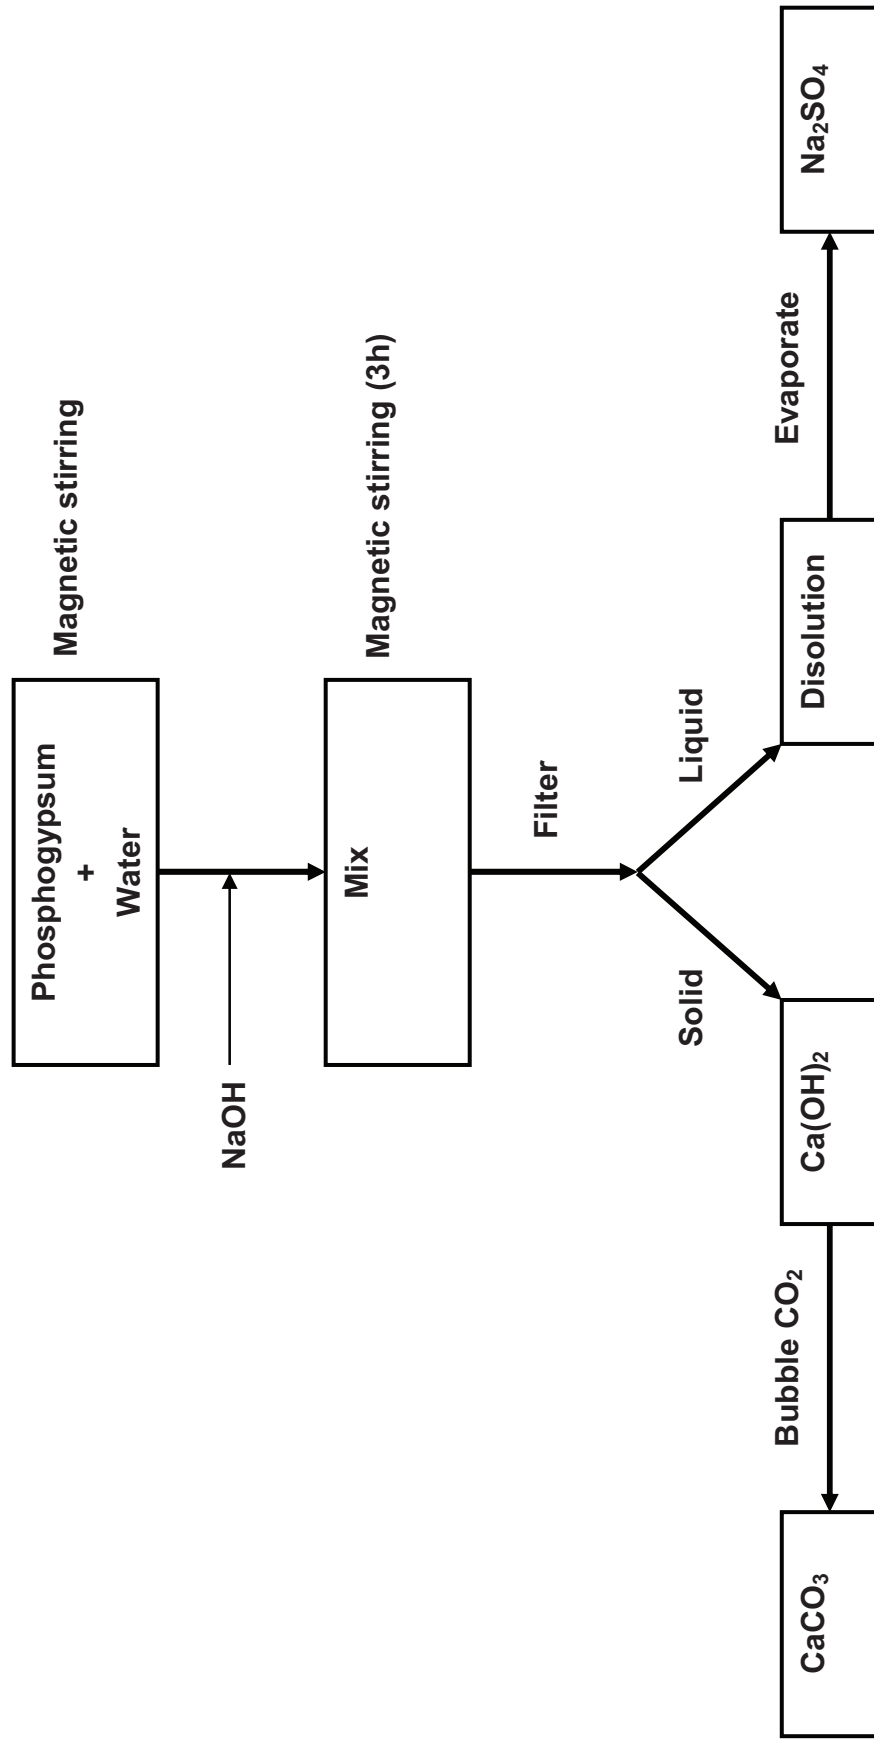 Phosphogypsum
+
Water
Magnetic stirring
NaOH
Mix
Magnetic stirring (3h)
Filter
Solid
Liquid
CaCO₃
Bubble CO₂
Ca(OH)₂
Disolution
Evaporate
Na₂SO₄